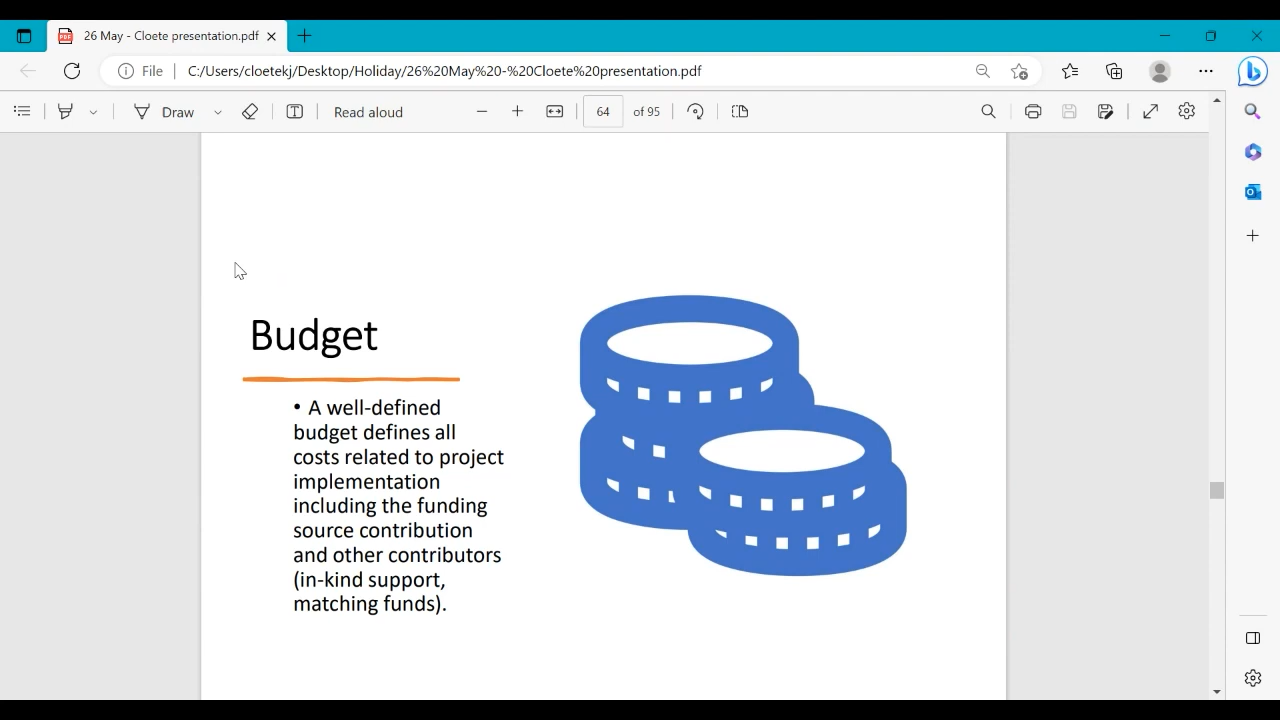 26 May - Cloete presentation.pdf
File
C:/Users/cloetekj/Desktop/Holiday/26%20May%20-%20Cloete%20presentation.pdf
Draw
Read aloud
64 of 95
Budget
• A well-defined
budget defines all
costs related to project
implementation
including the funding
source contribution
and other contributors
(in-kind support,
matching funds).